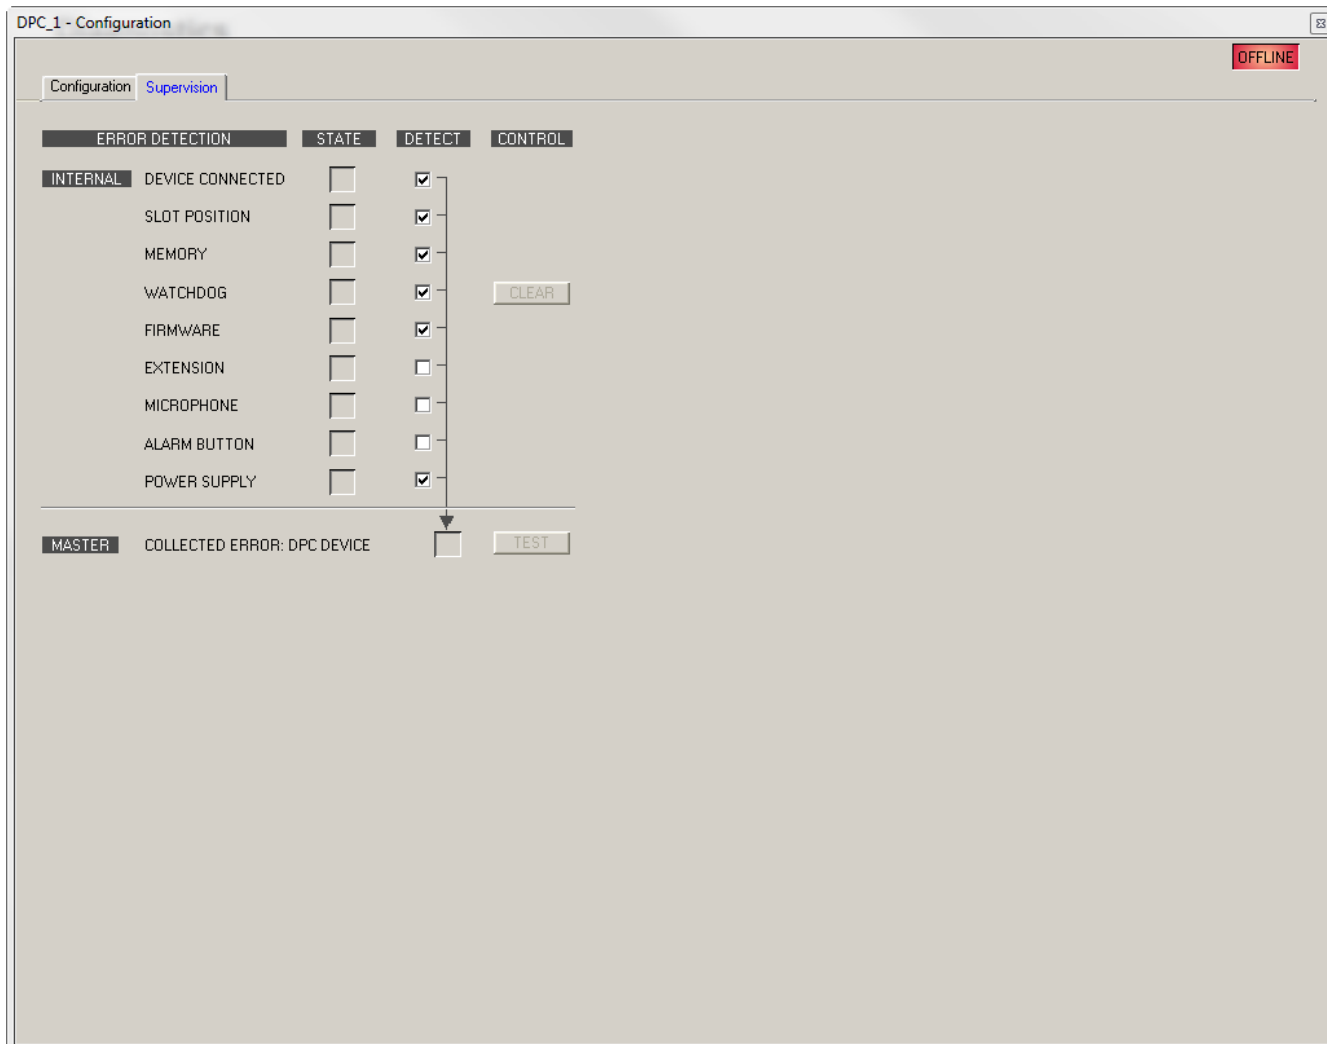 DPC_1 - Configuration
OFFLINE
Configuration Supervision
ERROR DETECTION STATE DETECT CONTROL
INTERNAL DEVICE CONNECTED
SLOT POSITION
MEMORY
WATCHDOG CLEAR
FIRMWARE
EXTENSION
MICROPHONE
ALARM BUTTON
POWER SUPPLY
MASTER COLLECTED ERROR: DPC DEVICE TEST